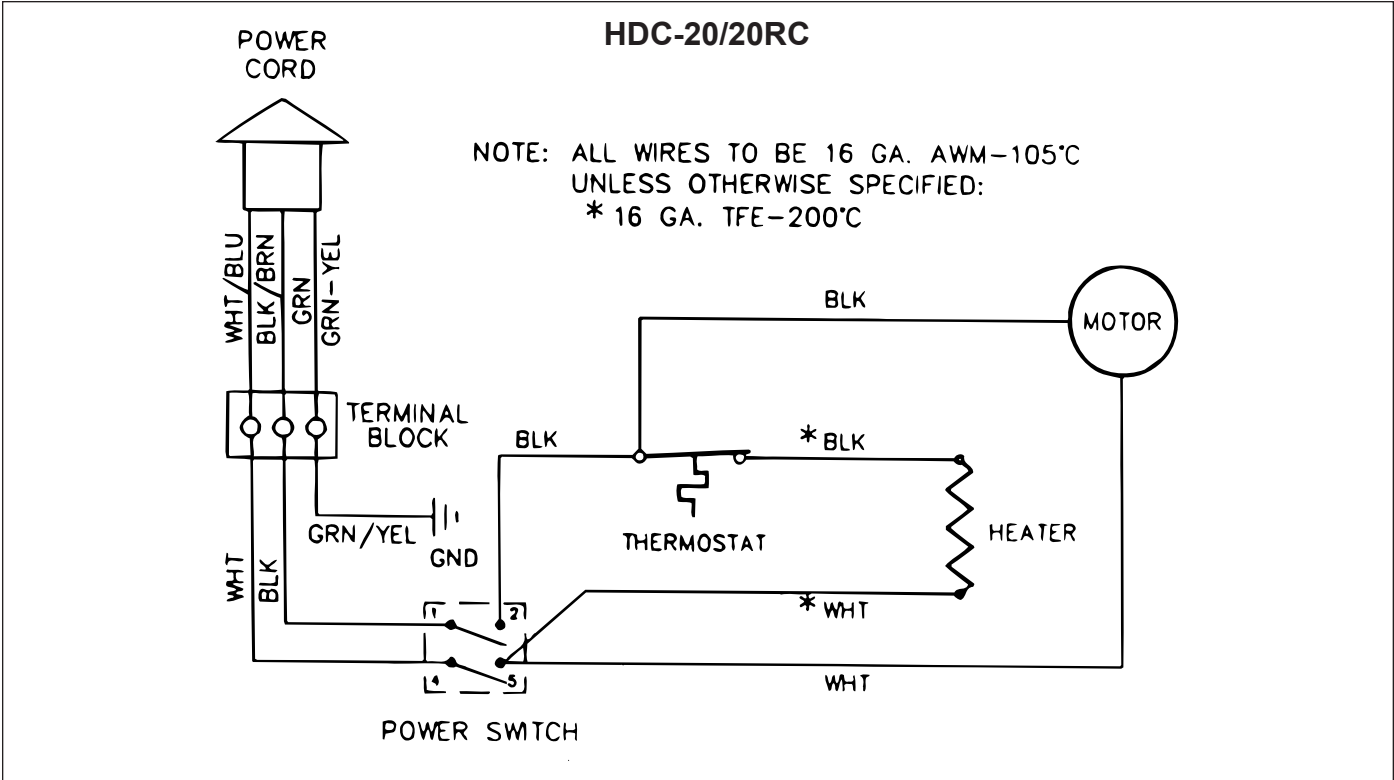 HDC-20/20RC
POWER
CORD
NOTE: ALL WIRES TO BE 16 GA. AWM-105°C
UNLESS OTHERWISE SPECIFIED:
* 16 GA. TFE-200°C
WHT/BLU
BLK/BRN
GRN
GRN-YEL
BLK
MOTOR
TERMINAL
BLOCK
BLK
*BLK
GRN/YEL
GND
THERMOSTAT
HEATER
WHT
BLK
1
2
*WHT
4
5
WHT
POWER SWITCH